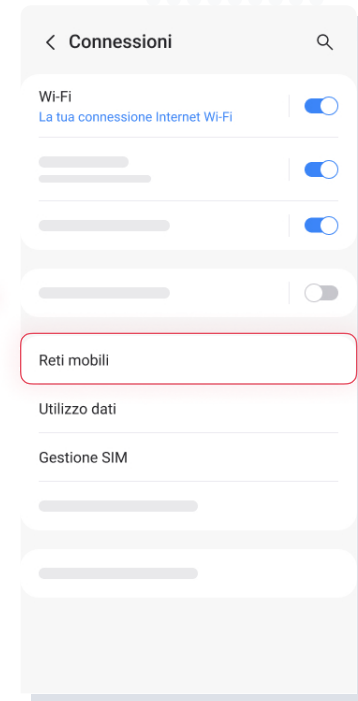 Connessioni
Wi-Fi
La tua connessione Internet Wi-Fi
Reti mobili
Utilizzo dati
Gestione SIM